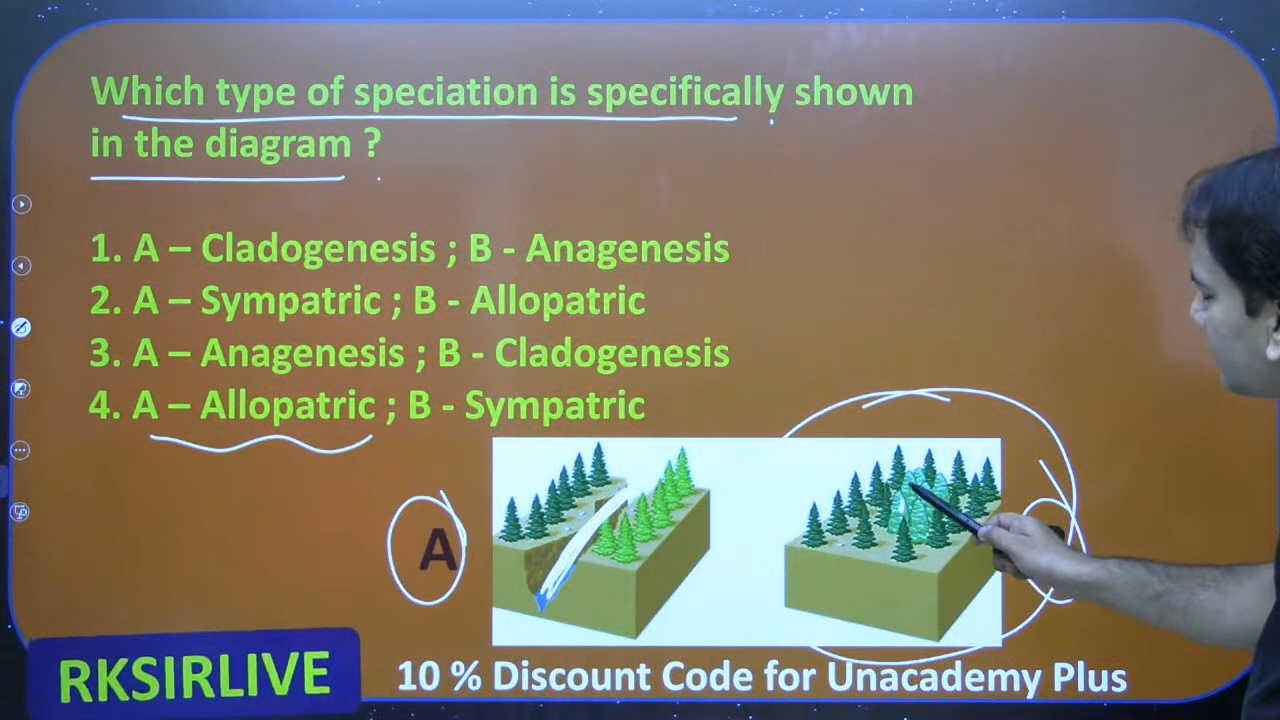 Which type of speciation is specifically shown
in the diagram ?
1. A – Cladogenesis ; B - Anagenesis
2. A – Sympatric ; B - Allopatric
3. A – Anagenesis ; B - Cladogenesis
4. A – Allopatric ; B - Sympatric
A
RKSIRLIVE
10 % Discount Code for Unacademy Plus